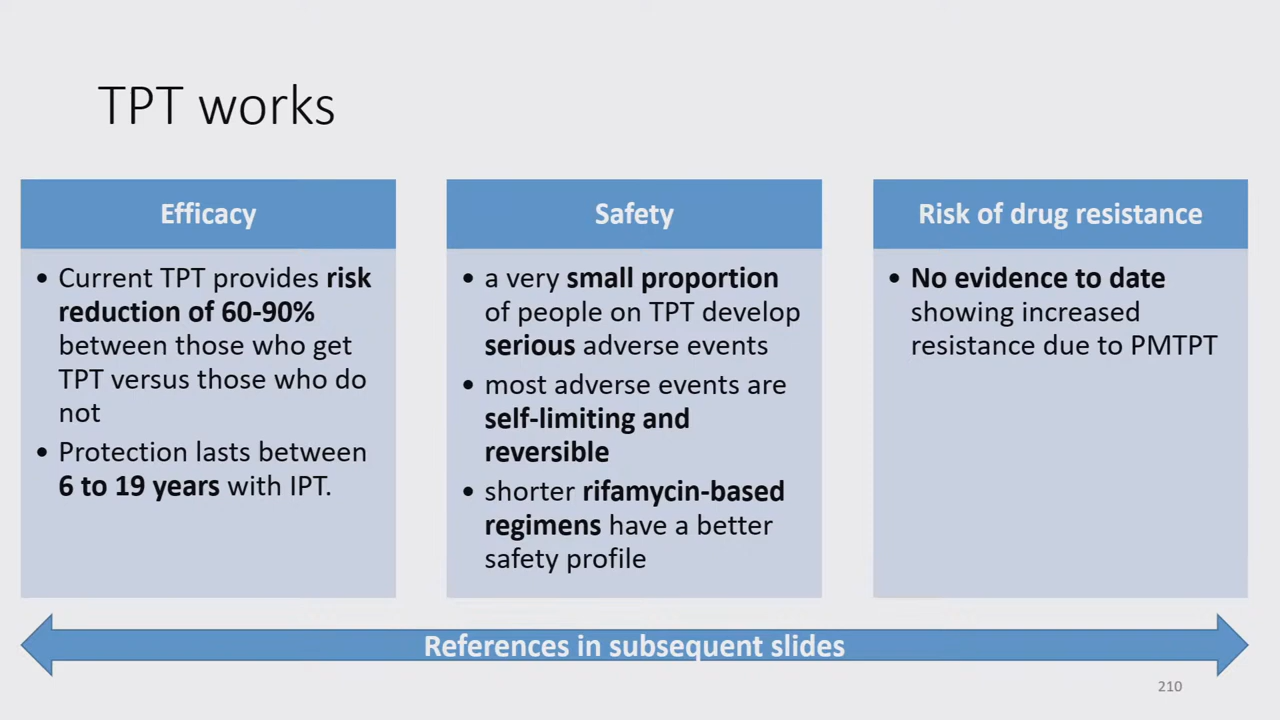 TPT works
Efficacy
• Current TPT provides risk
reduction of 60-90%
between those who get
TPT versus those who do
not
• Protection lasts between
6 to 19 years with IPT.
Safety
• a very small proportion
of people on TPT develop
serious adverse events
• most adverse events are
self-limiting and
reversible
• shorter rifamycin-based
regimens have a better
safety profile
Risk of drug resistance
• No evidence to date
showing increased
resistance due to PMTPT
References in subsequent slides
210